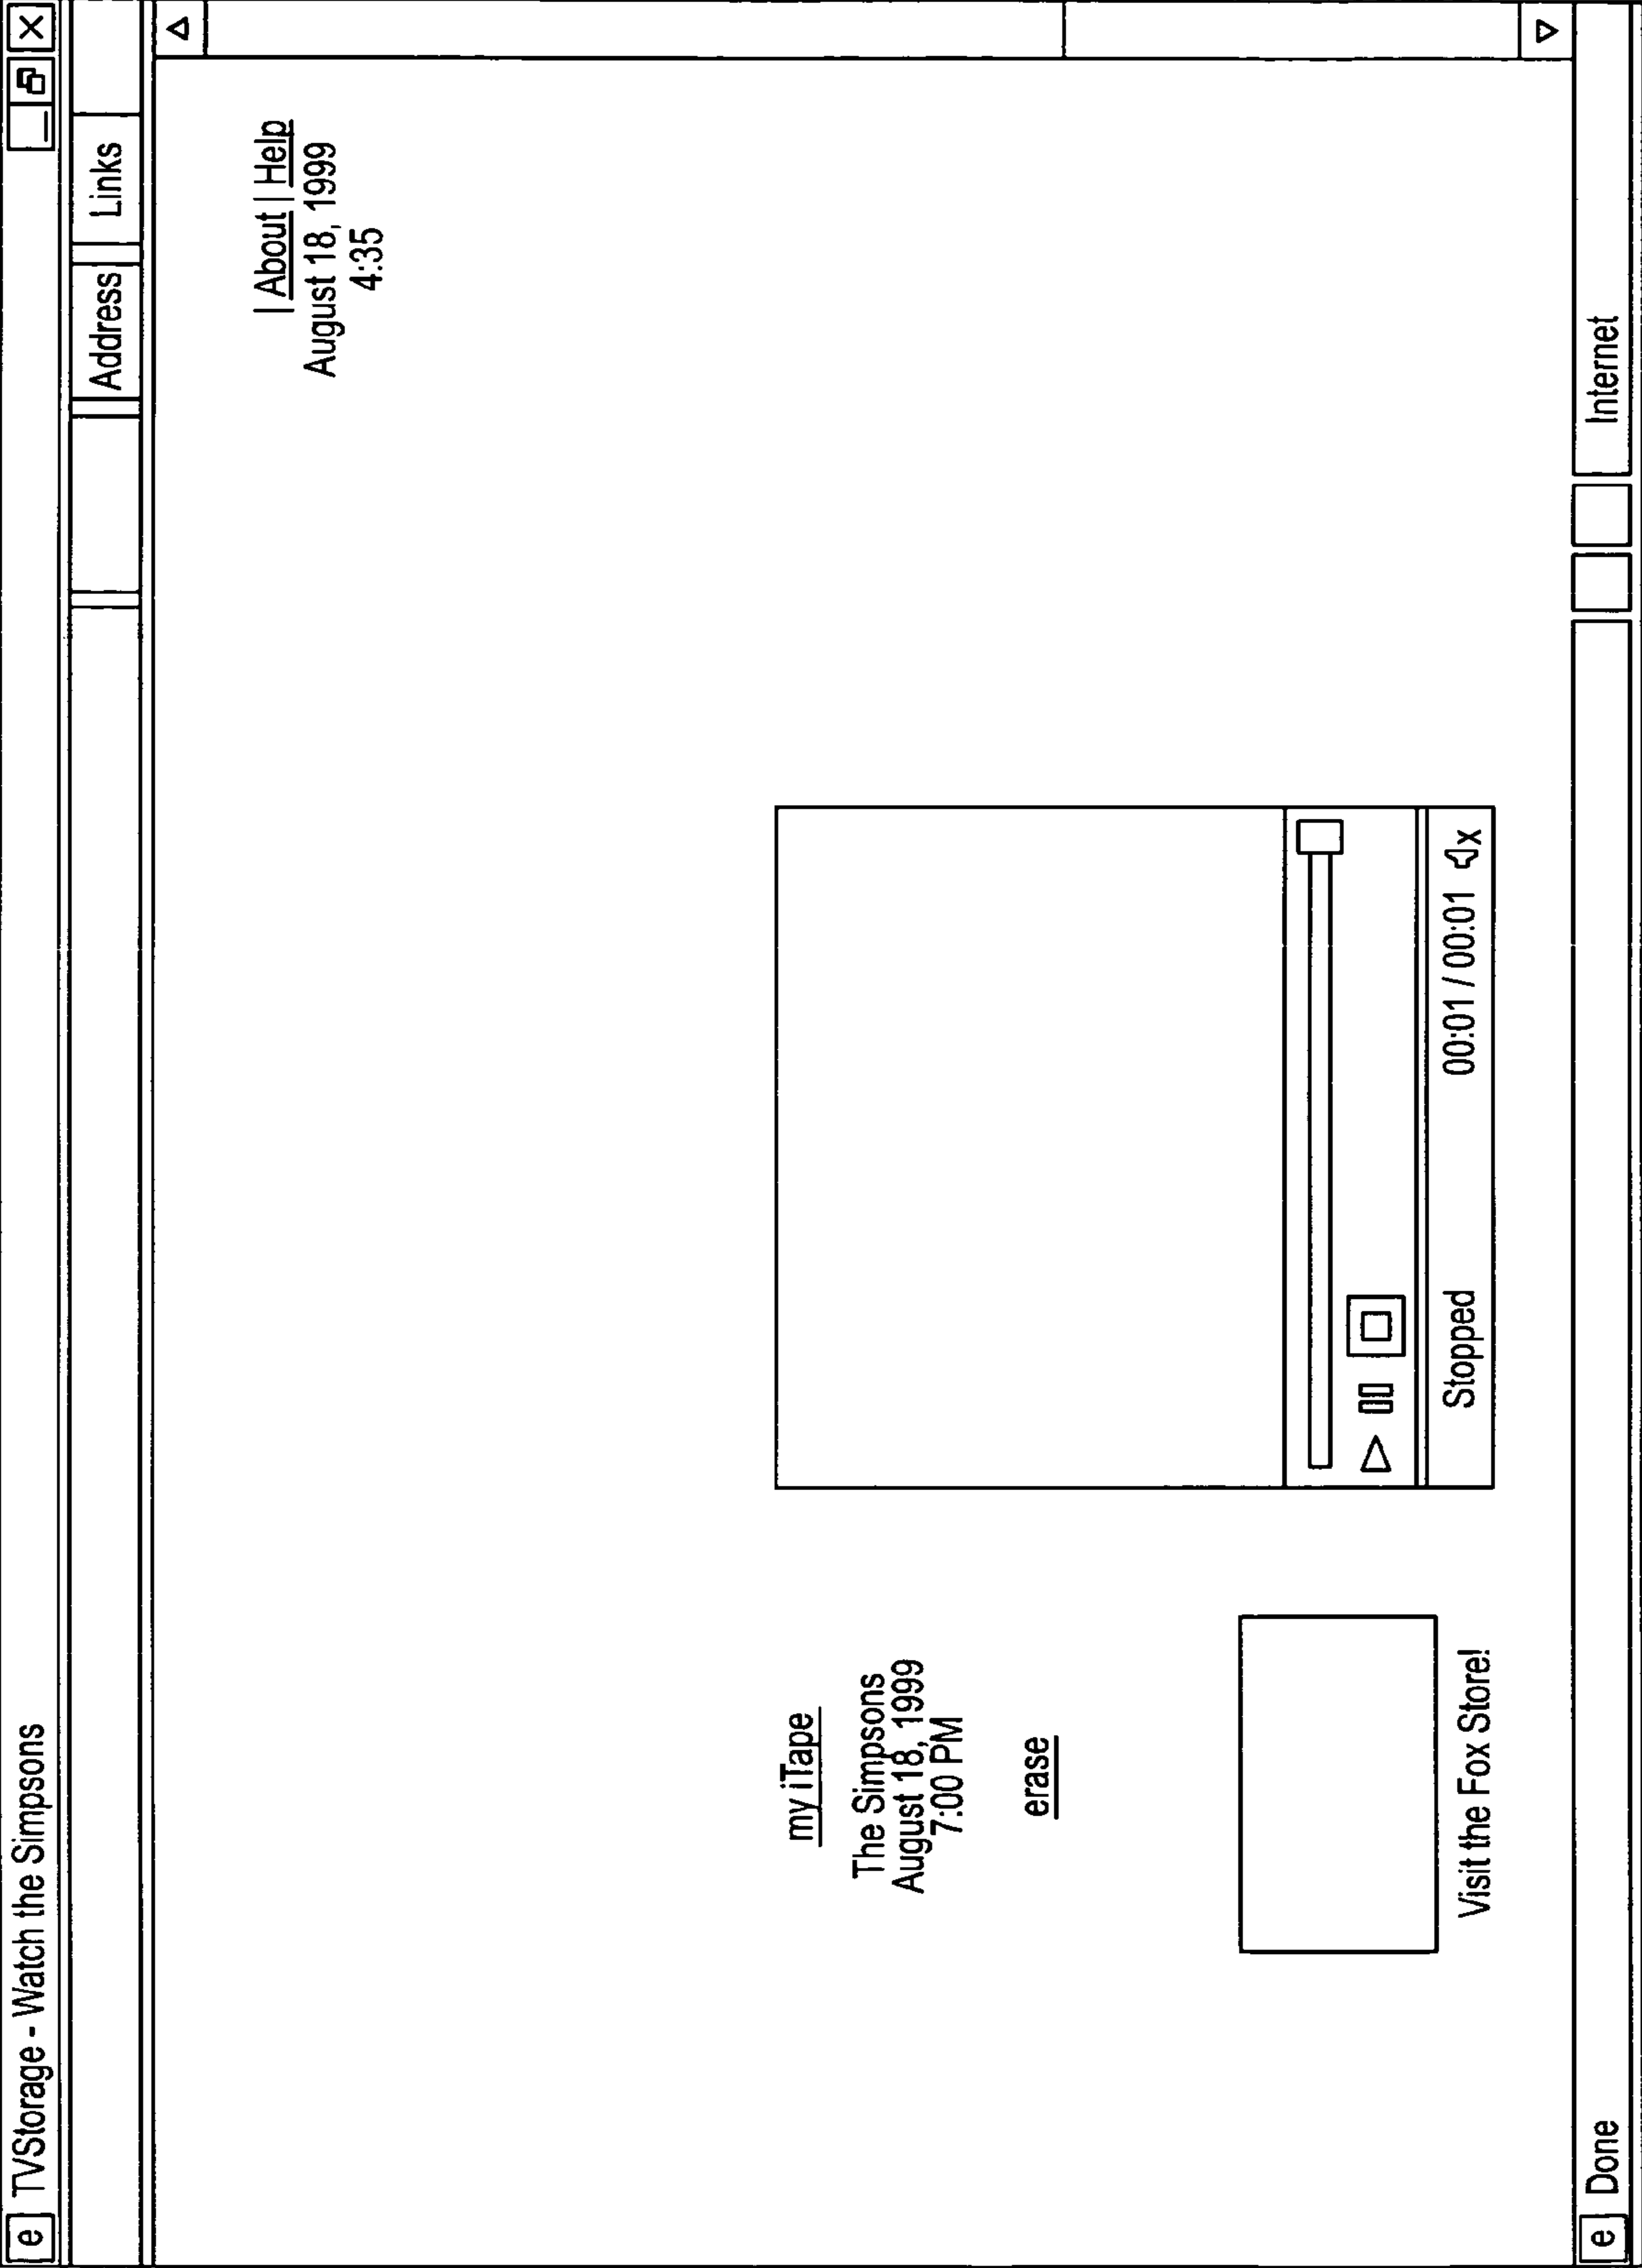 e TVStorage - Watch the Simpsons
Address Links
| About | Help
August 18, 1999
4:35
my iTape
The Simpsons
August 18, 1999
7:00 PM
erase
Visit the Fox Store!
Stopped 00:01 / 00:01 x
e Done Internet